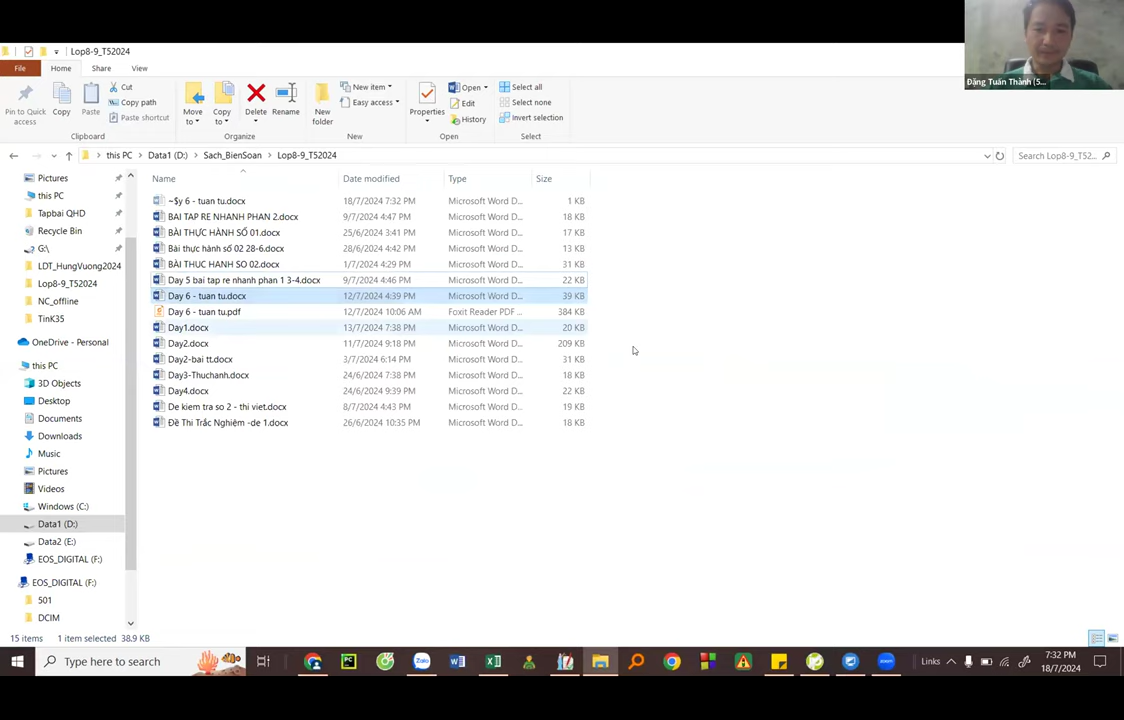 Lop8-9_T52024
Đặng Tuấn Thành (5...
File
Home
Share
View
Pin to Quick access
Copy
Paste
Cut
Copy path
Paste shortcut
Clipboard
Move to
Copy to
Delete
Rename
Organize
New folder
New item
Easy access
New
Properties
Open
Edit
History
Open
Select all
Select none
Invert selection
Select
this PC > Data1 (D:) > Sach_BienSoan > Lop8-9_T52024
Search Lop8-9_T52...
Name Date modified Type Size
~$y 6 - tuan tu.docx 18/7/2024 7:32 PM Microsoft Word D... 1 KB
BAI TAP RE NHANH PHAN 2.docx 9/7/2024 4:47 PM Microsoft Word D... 18 KB
BÀI THỰC HÀNH SỐ 01.docx 25/6/2024 3:41 PM Microsoft Word D... 17 KB
Bài thực hành số 02 28-6.docx 28/6/2024 4:42 PM Microsoft Word D... 13 KB
BÀI THUC HANH SO 02.docx 1/7/2024 4:29 PM Microsoft Word D... 31 KB
Day 5 bai tap re nhanh phan 1 3-4.docx 9/7/2024 4:46 PM Microsoft Word D... 22 KB
Day 6 - tuan tu.docx 12/7/2024 4:39 PM Microsoft Word D... 39 KB
Day 6 - tuan tu.pdf 12/7/2024 10:06 AM Foxit Reader PDF ... 384 KB
Day1.docx 13/7/2024 7:38 PM Microsoft Word D... 20 KB
Day2.docx 11/7/2024 9:18 PM Microsoft Word D... 209 KB
Day2-bai tt.docx 3/7/2024 6:14 PM Microsoft Word D... 31 KB
Day3-Thuchanh.docx 24/6/2024 7:38 PM Microsoft Word D... 18 KB
Day4.docx 24/6/2024 9:39 PM Microsoft Word D... 22 KB
De kiem tra so 2 - thi viet.docx 8/7/2024 4:43 PM Microsoft Word D... 19 KB
Đề Thi Trắc Nghiệm -de 1.docx 26/6/2024 10:35 PM Microsoft Word D... 18 KB
Pictures
this PC
Tapbai QHD
Recycle Bin
G:\
LDT_HungVuong2024
Lop8-9_T52024
NC_offline
TinK35
OneDrive - Personal
this PC
3D Objects
Desktop
Documents
Downloads
Music
Pictures
Videos
Windows (C:)
Data1 (D:)
Data2 (E:)
EOS_DIGITAL (F:)
EOS_DIGITAL (F:)
501
DCIM
15 items 1 item selected 38.9 KB
Type here to search
Links
7:32 PM
18/7/2024